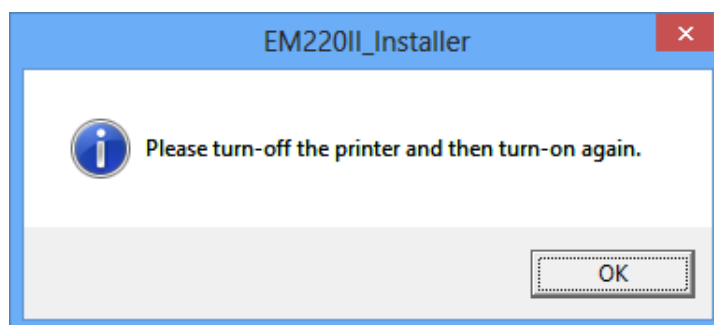 EM220II_Installer
Please turn-off the printer and then turn-on again.
OK